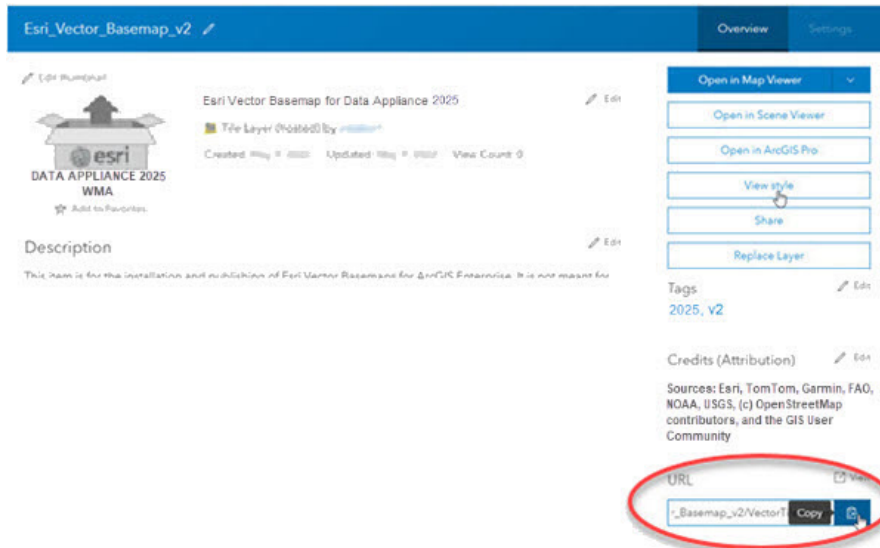 Esri_Vector_Basemap_v2
Overview
Settings
Edit thumbnail
Esri Vector Basemap for Data Appliance 2025
Edit
Tile Layer (hosted) by
Created: May Updated: May View Count: 0
esri
DATA APPLIANCE 2025
WMA
Add to Favorites
Description
Edit
This item is for the installation and publishing of Esri Vector Basemaps for ArcGIS Enterprise. It is not meant for
Open in Map Viewer
Open in Scene Viewer
Open in ArcGIS Pro
View style
Share
Replace Layer
Tags
Edit
2025, v2
Credits (Attribution)
Edit
Sources: Esri, TomTom, Garmin, FAO,
NOAA, USGS, (c) OpenStreetMap
contributors, and the GIS User
Community
URL
View
r_Basemap_v2/VectorT
Copy